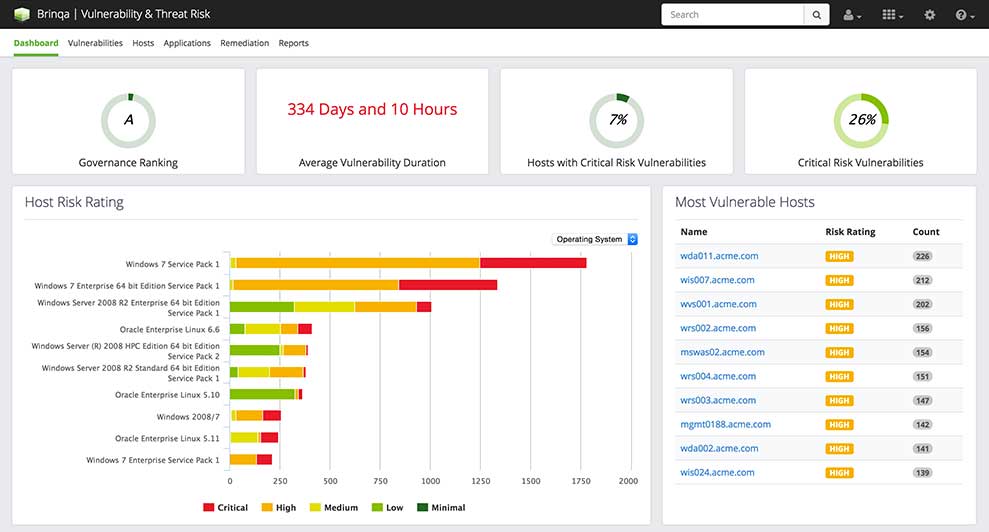 Brinqa | Vulnerability & Threat Risk
Search
Dashboard Vulnerabilities Hosts Applications Remediation Reports
A
Governance Ranking
334 Days and 10 Hours
Average Vulnerability Duration
7%
Hosts with Critical Risk Vulnerabilities
26%
Critical Risk Vulnerabilities
Host Risk Rating
Operating System
Windows 7 Service Pack 1
Windows 7 Enterprise 64 bit Edition Service Pack 1
Windows Server 2008 R2 Enterprise 64 bit Edition
Service Pack 1
Oracle Enterprise Linux 6.6
Windows Server (R) 2008 HPC Edition 64 bit Edition
Service Pack 2
Windows Server 2008 R2 Standard 64 bit Edition
Service Pack 1
Oracle Enterprise Linux 5.10
Windows 2008/7
Oracle Enterprise Linux 5.11
Windows 7 Enterprise Service Pack 1
0 250 500 750 1000 1250 1500 1750 2000
Critical High Medium Low Minimal
Most Vulnerable Hosts
Name Risk Rating Count
wda011.acme.com HIGH 226
wis007.acme.com HIGH 212
wvs001.acme.com HIGH 202
wrs002.acme.com HIGH 156
mswas02.acme.com HIGH 154
wrs004.acme.com HIGH 151
wrs003.acme.com HIGH 147
mgmt0188.acme.com HIGH 142
wda002.acme.com HIGH 141
wis024.acme.com HIGH 139